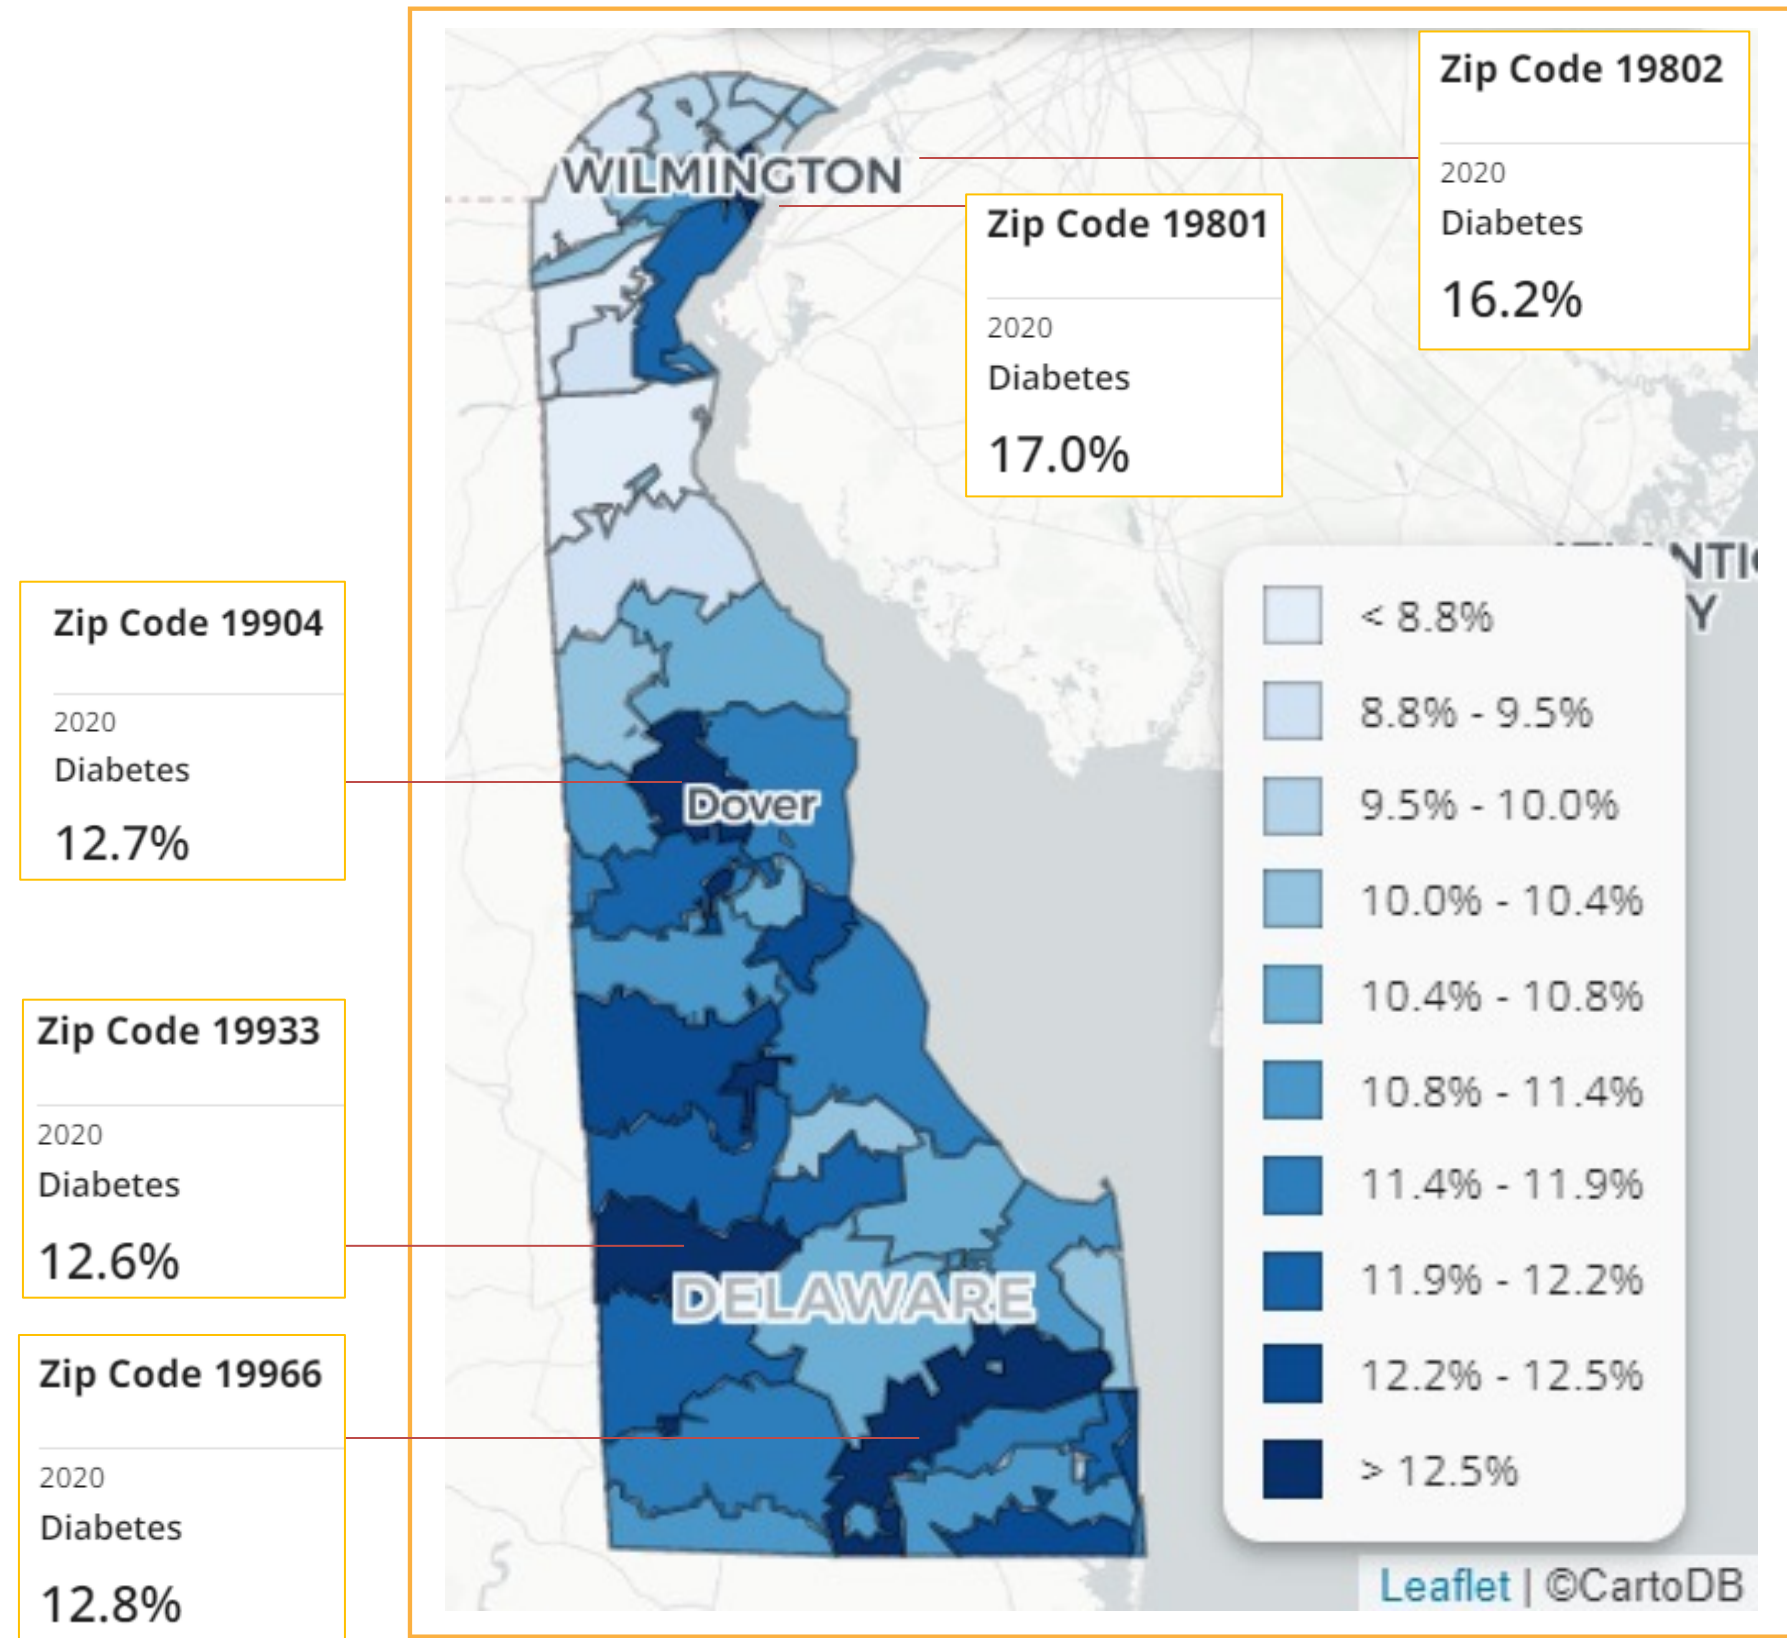 Zip Code 19802
2020
Diabetes
16.2%
WILMINGTON
Zip Code 19801
2020
Diabetes
17.0%
Zip Code 19904
2020
Diabetes
12.7%
Dover
Zip Code 19933
2020
Diabetes
12.6%
DELAWARE
Zip Code 19966
2020
Diabetes
12.8%
< 8.8%
8.8% - 9.5%
9.5% - 10.0%
10.0% - 10.4%
10.4% - 10.8%
10.8% - 11.4%
11.4% - 11.9%
11.9% - 12.2%
12.2% - 12.5%
> 12.5%
Leaflet | ©CartoDB